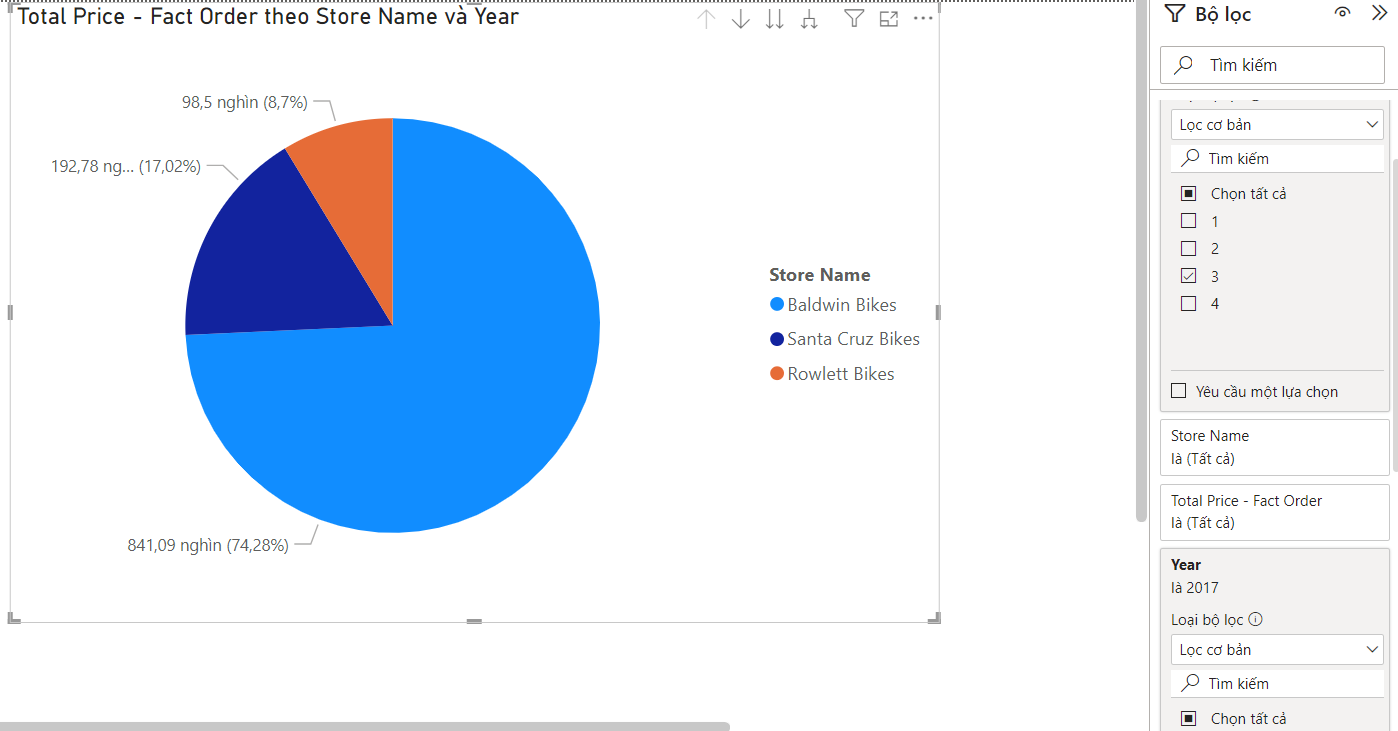 Total Price - Fact Order theo Store Name và Year
98,5 nghìn (8,7%)
192,78 ng... (17,02%)
841,09 nghìn (74,28%)
Store Name
Baldwin Bikes
Santa Cruz Bikes
Rowlett Bikes
Bộ lọc
Tìm kiếm
Lọc cơ bản
Tìm kiếm
Chọn tất cả
1
2
3
4
Yêu cầu một lựa chọn
Store Name
là (Tất cả)
Total Price - Fact Order
là (Tất cả)
Year
là 2017
Loại bộ lọc
Lọc cơ bản
Tìm kiếm
Chọn tất cả